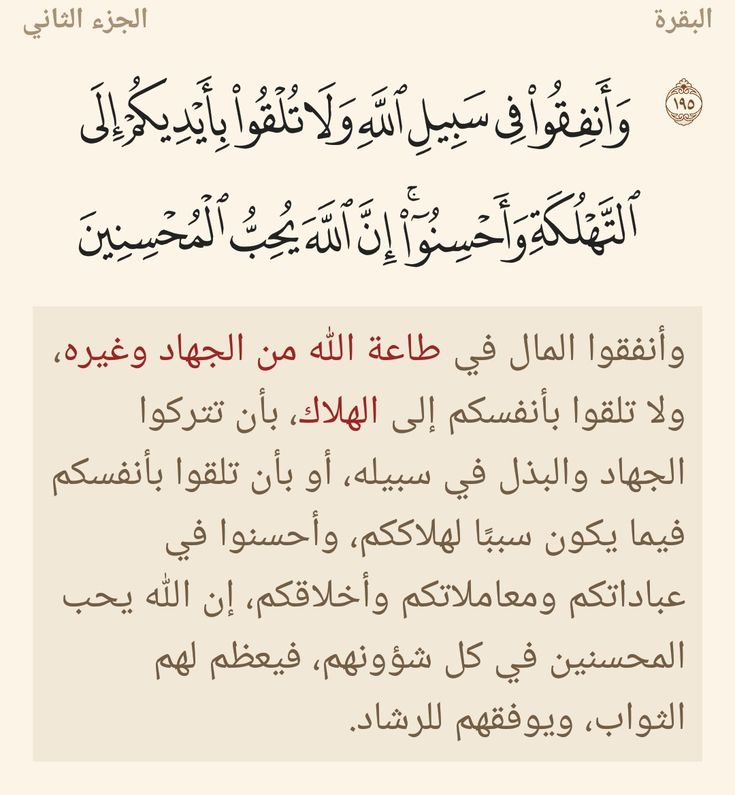 البقرة الجزء الثاني
١٩٥ وَأَنفِقُوا۟ فِى سَبِيلِ ٱللَّهِ وَلَا تُلْقُوا۟ بِأَيْدِيكُمْ إِلَى
ٱلتَّهْلُكَةِ وَأَحْسِنُوٓا۟ ۛ إِنَّ ٱللَّهَ يُحِبُّ ٱلْمُحْسِنِينَ
وأنفقوا المال في طاعة الله من الجهاد وغيره،
ولا تلقوا بأنفسكم إلى الهلاك، بأن تتركوا
الجهاد والبذل في سبيله، أو بأن تلقوا بأنفسكم
فيما يكون سببًا لهلاككم، وأحسنوا في
عباداتكم ومعاملاتكم وأخلاقكم، إن الله يحب
المحسنين في كل شؤونهم، فيعظم لهم
الثواب، ويوفقهم للرشاد.